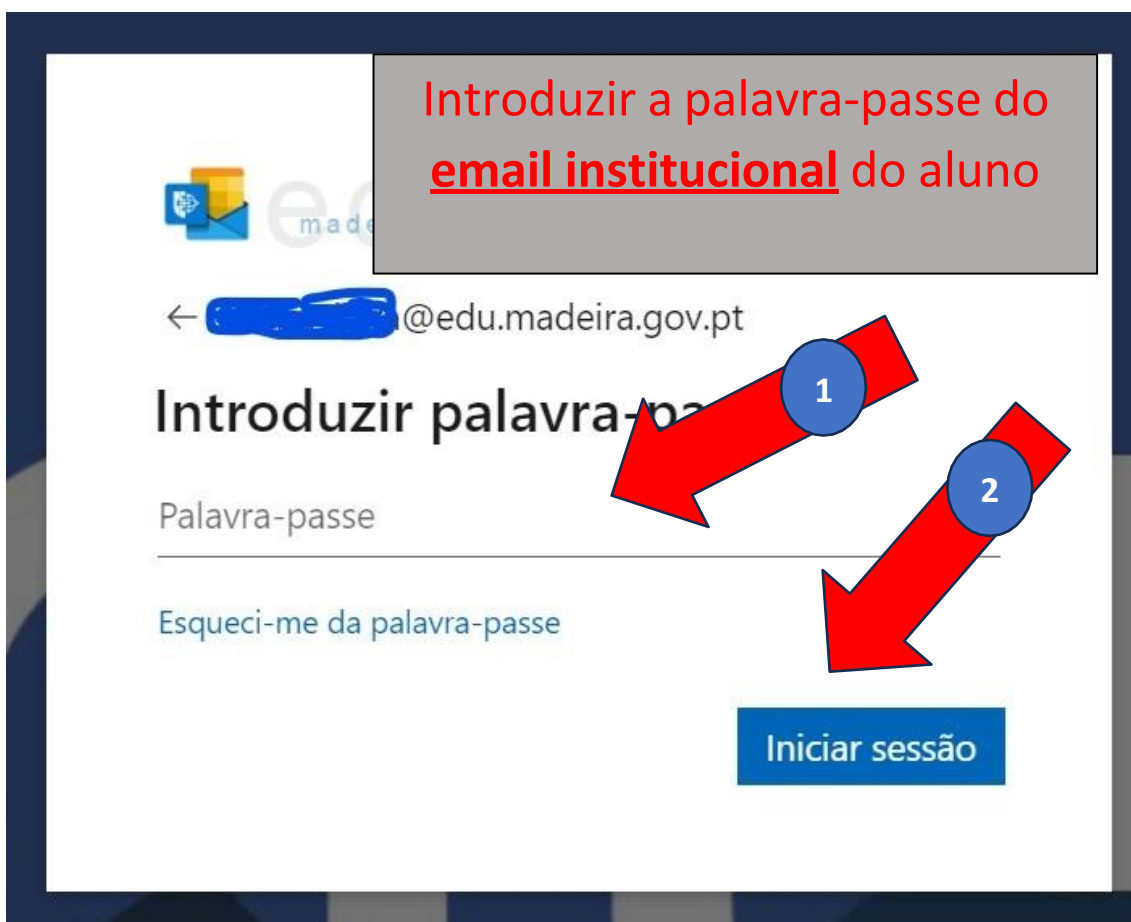 Introduzir a palavra-passe do
email institucional do aluno
made
@edu.madeira.gov.pt
Introduzir palavra-pa
1
2
Palavra-passe
Esqueci-me da palavra-passe
Iniciar sessão